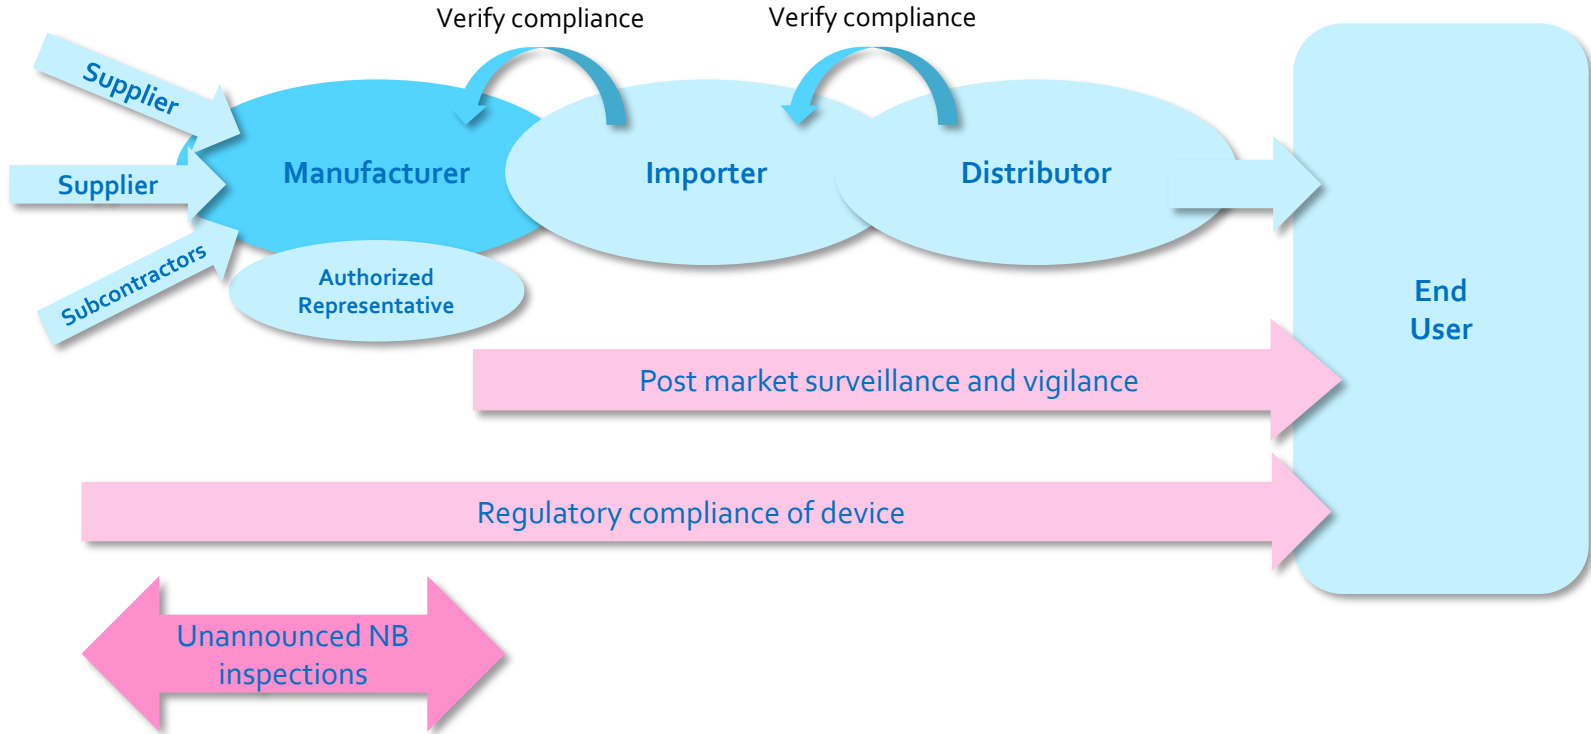 Verify compliance
Verify compliance
Supplier
Supplier
Subcontractors
Manufacturer
Importer
Distributor
Authorized
Representative
End
User
Post market surveillance and vigilance
Regulatory compliance of device
Unannounced NB
inspections